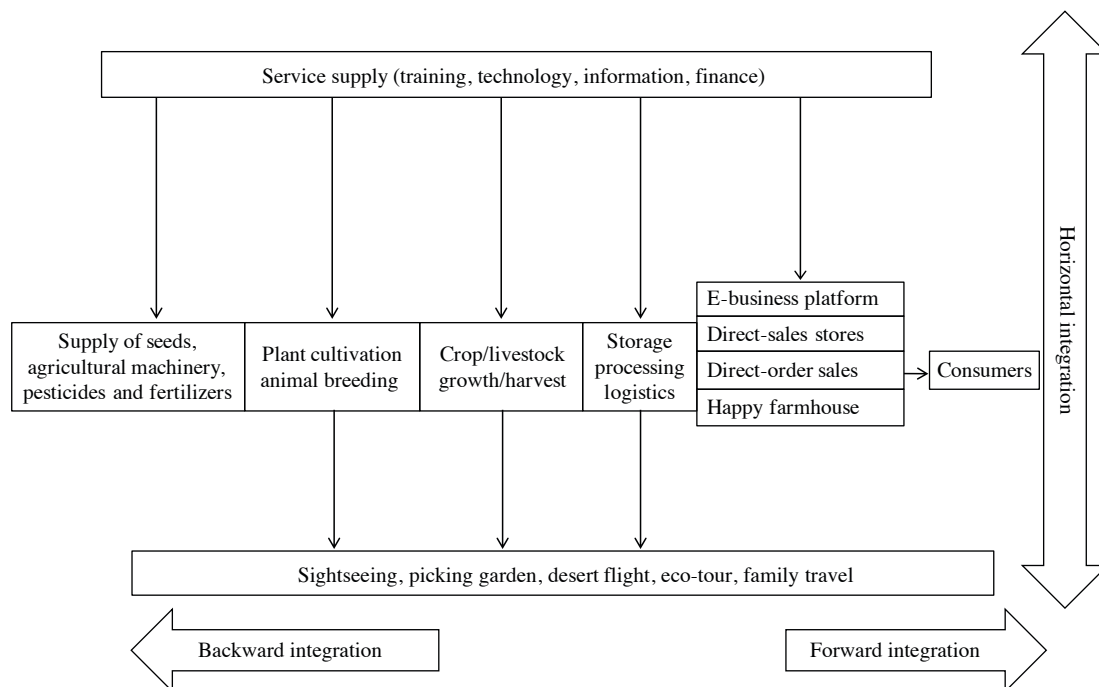 Service supply (training, technology, information, finance)
Horizontal integration
Supply of seeds,
agricultural machinery,
pesticides and fertilizers
Plant cultivation
animal breeding
Crop/livestock
growth/harvest
Storage
processing
logistics
E-business platform
Direct-sales stores
Direct-order sales
Happy farmhouse
Consumers
Sightseeing, picking garden, desert flight, eco-tour, family travel
Backward integration
Forward integration